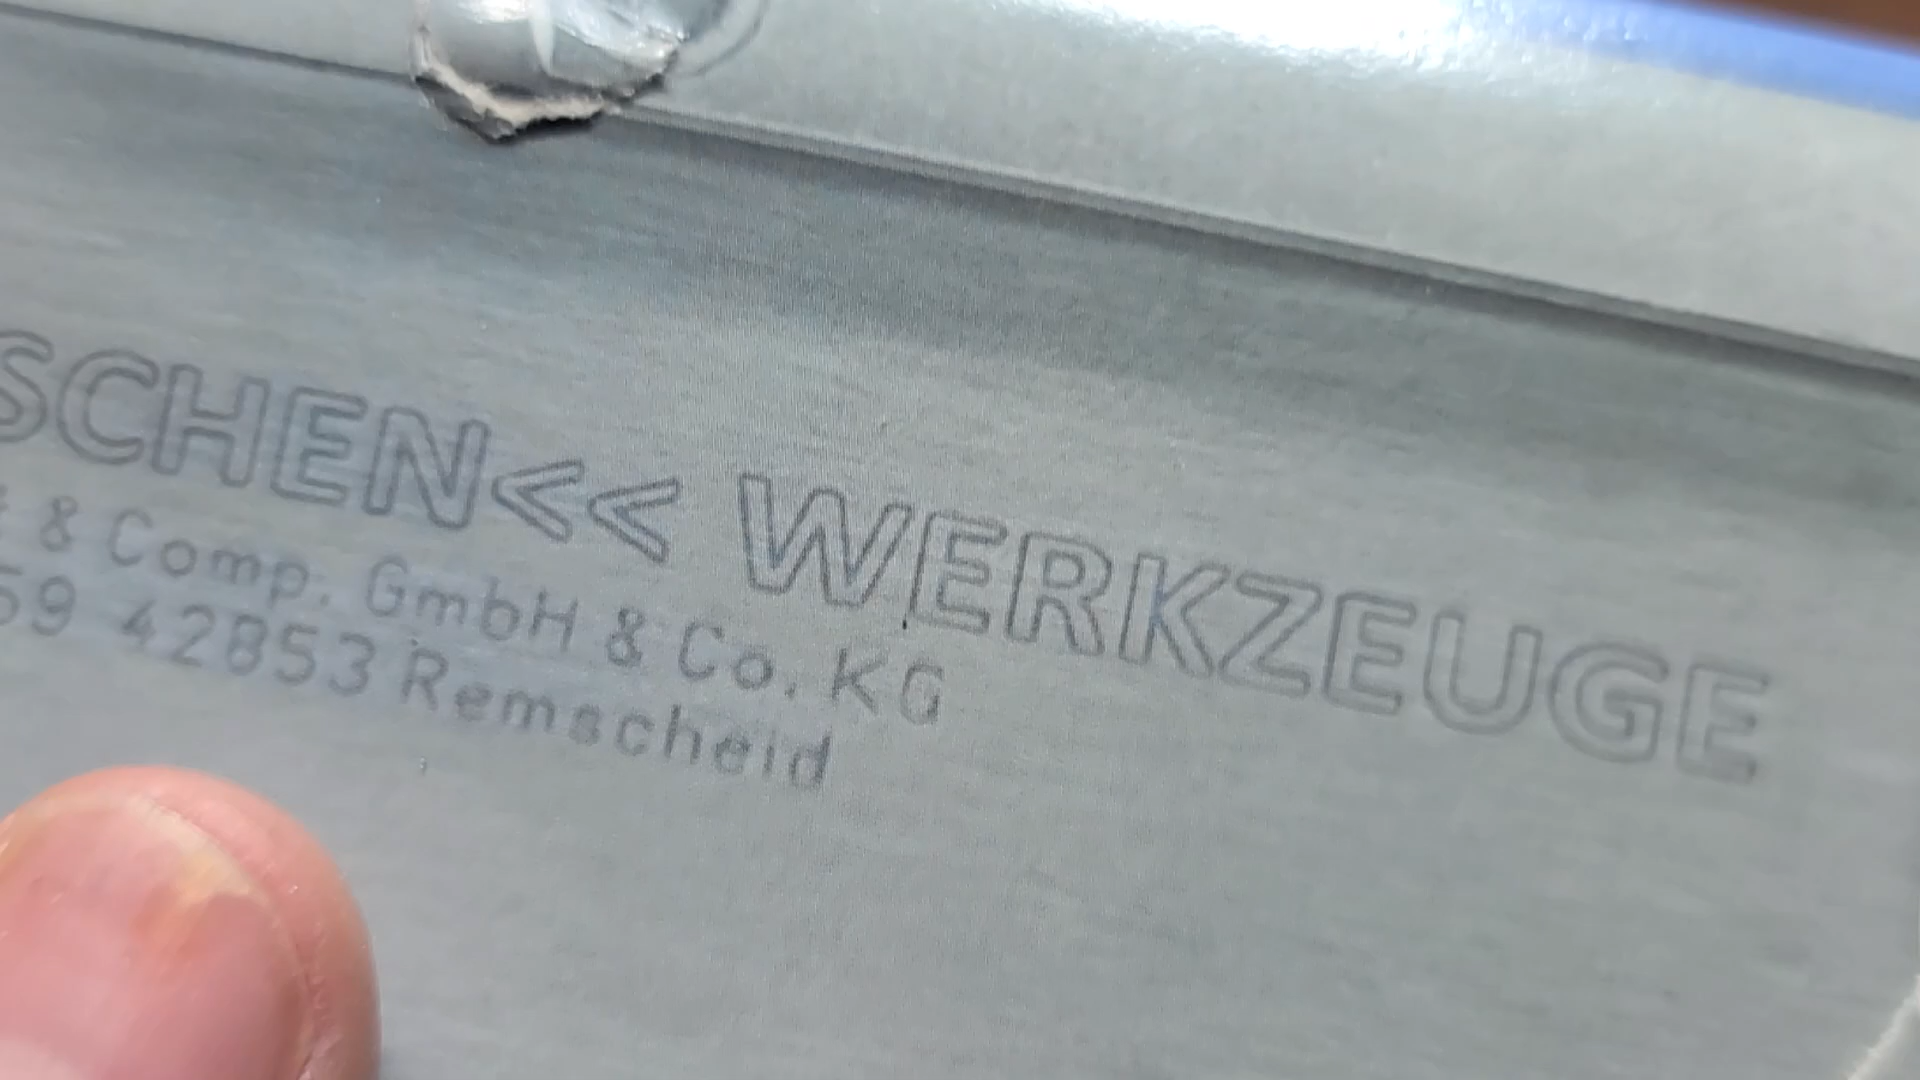 SCHEN<< WERKZEUGE
& Comp. GmbH & Co. KG
59 42853 Remscheid